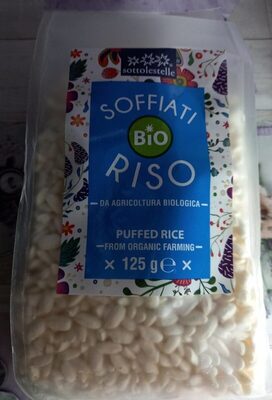 sottolestelle
SOFFIATI
BiO
RISO
DA AGRICOLTURA BIOLOGICA
PUFFED RICE
FROM ORGANIC FARMING
× 125 g ℮ ×